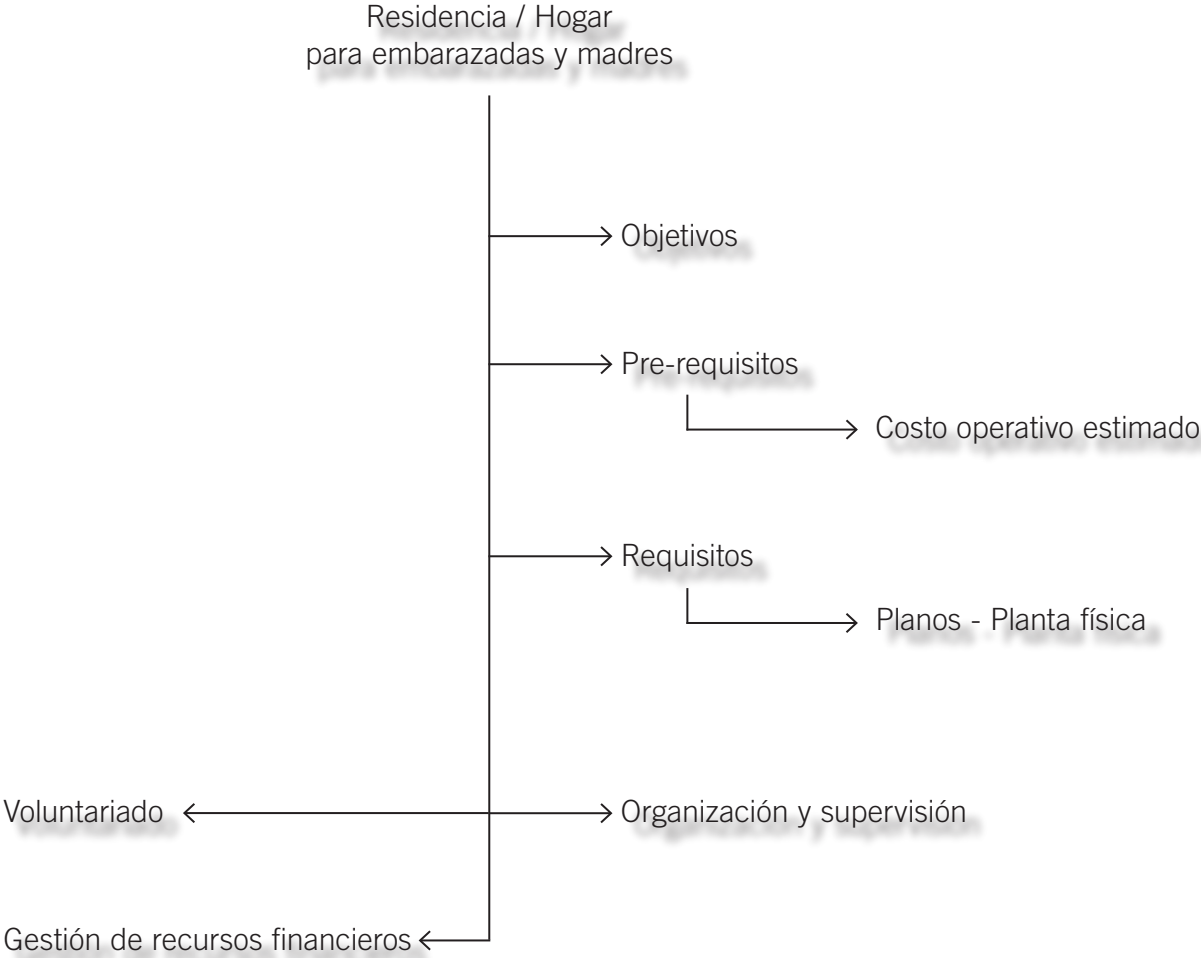 Residencia / Hogar
para embarazadas y madres
Objetivos
Pre-requisitos
Costo operativo estimado
Requisitos
Planos - Planta física
Voluntariado
Organización y supervisión
Gestión de recursos financieros